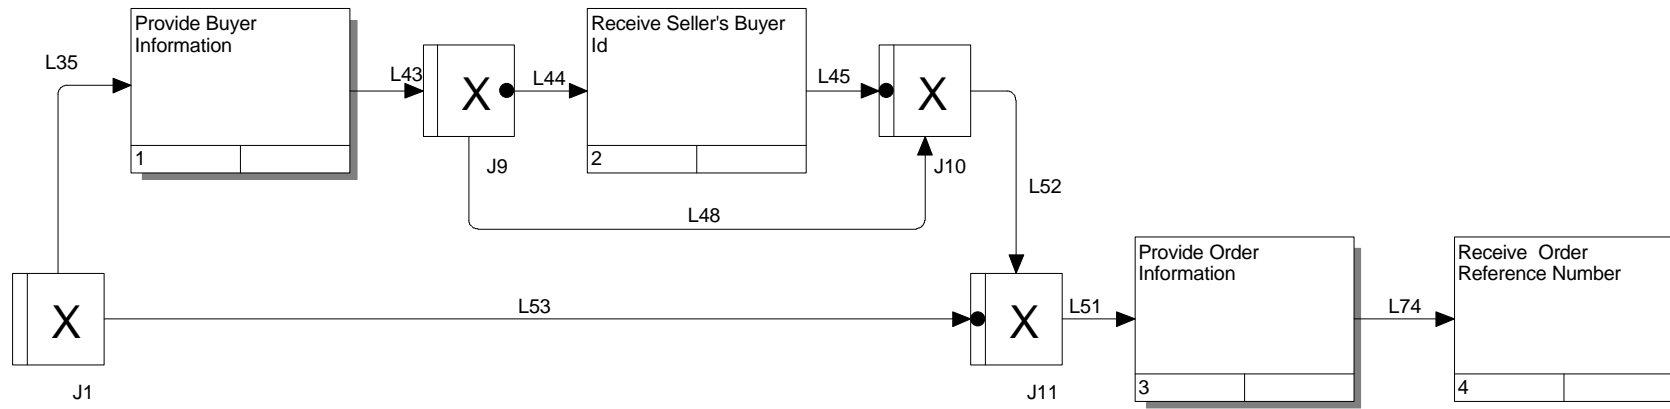 Provide Buyer
Information
1
L35
L43
X
J9
L44
Receive Seller's Buyer
Id
2
L45
X
J10
L48
L52
X
J1
L53
X
J11
L51
Provide Order
Information
3
L74
Receive  Order
Reference Number
4